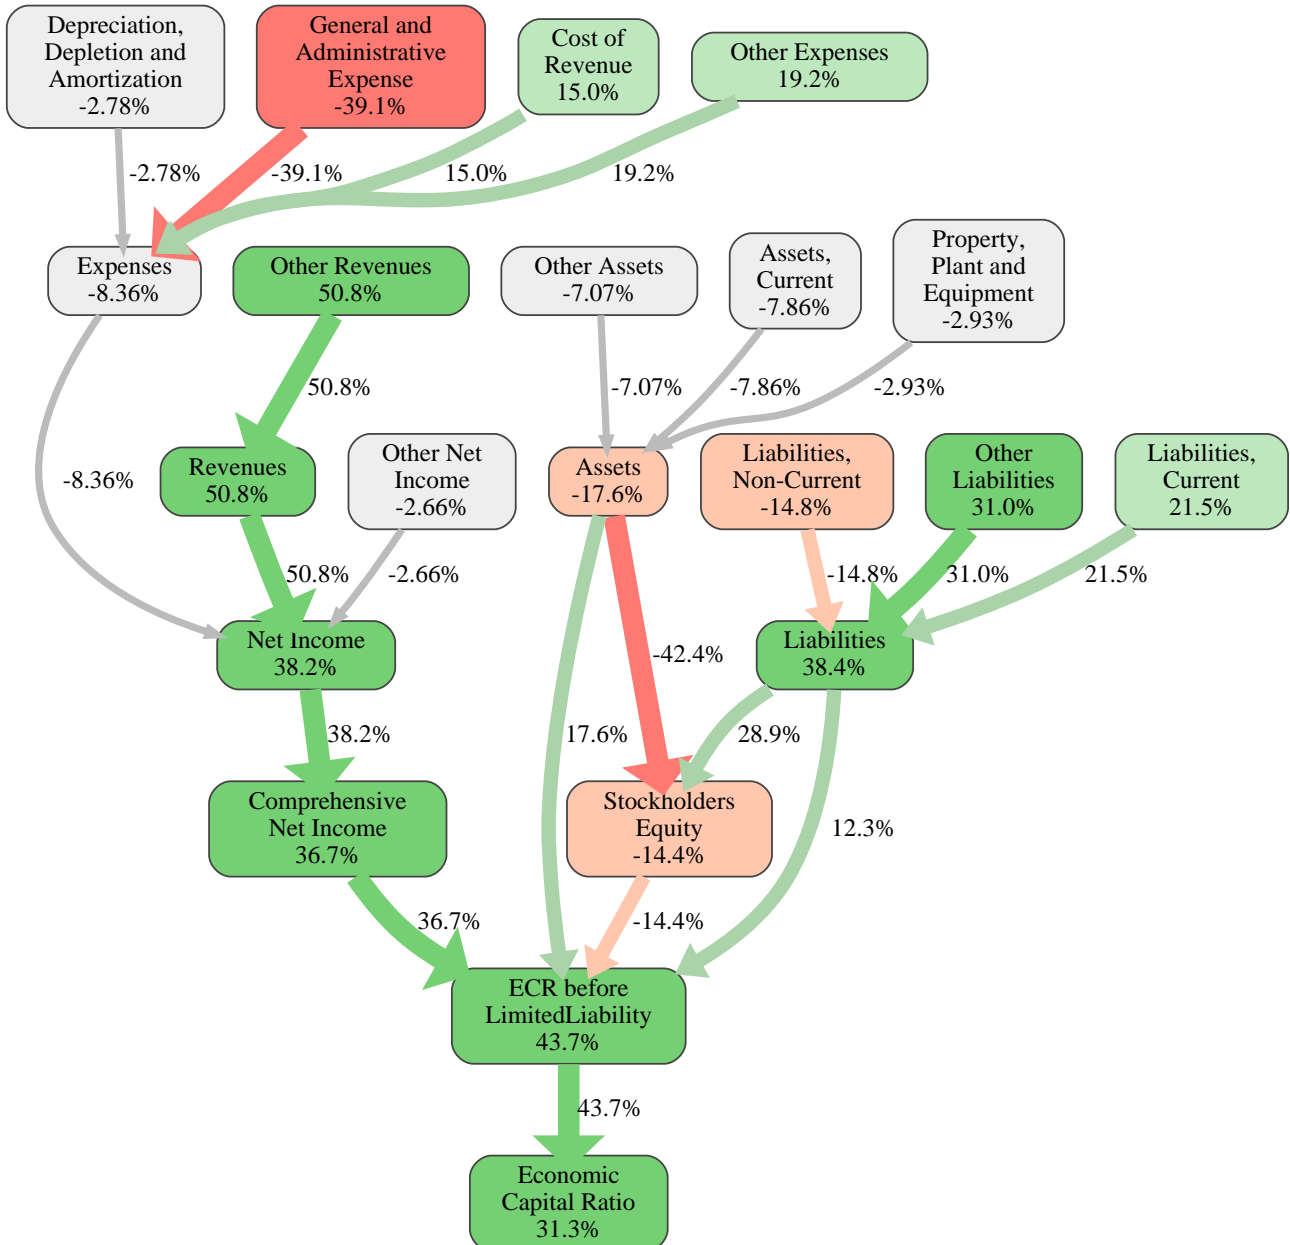 Depreciation,
Depletion and
Amortization
-2.78%
General and
Administrative
Expense
-39.1%
Cost of
Revenue
15.0%
Other Expenses
19.2%
-2.78%
-39.1%
15.0%
19.2%
Expenses
-8.36%
Other Revenues
50.8%
Other Assets
-7.07%
Assets,
Current
-7.86%
Property,
Plant and
Equipment
-2.93%
50.8%
-7.07%
-7.86%
-2.93%
-8.36%
Revenues
50.8%
Other Net
Income
-2.66%
Assets
-17.6%
Liabilities,
Non-Current
-14.8%
Other
Liabilities
31.0%
Liabilities,
Current
21.5%
50.8%
-2.66%
-14.8%
31.0%
21.5%
Net Income
38.2%
-42.4%
Liabilities
38.4%
38.2%
17.6%
28.9%
Comprehensive
Net Income
36.7%
Stockholders
Equity
-14.4%
12.3%
36.7%
-14.4%
ECR before
LimitedLiability
43.7%
43.7%
Economic
Capital Ratio
31.3%